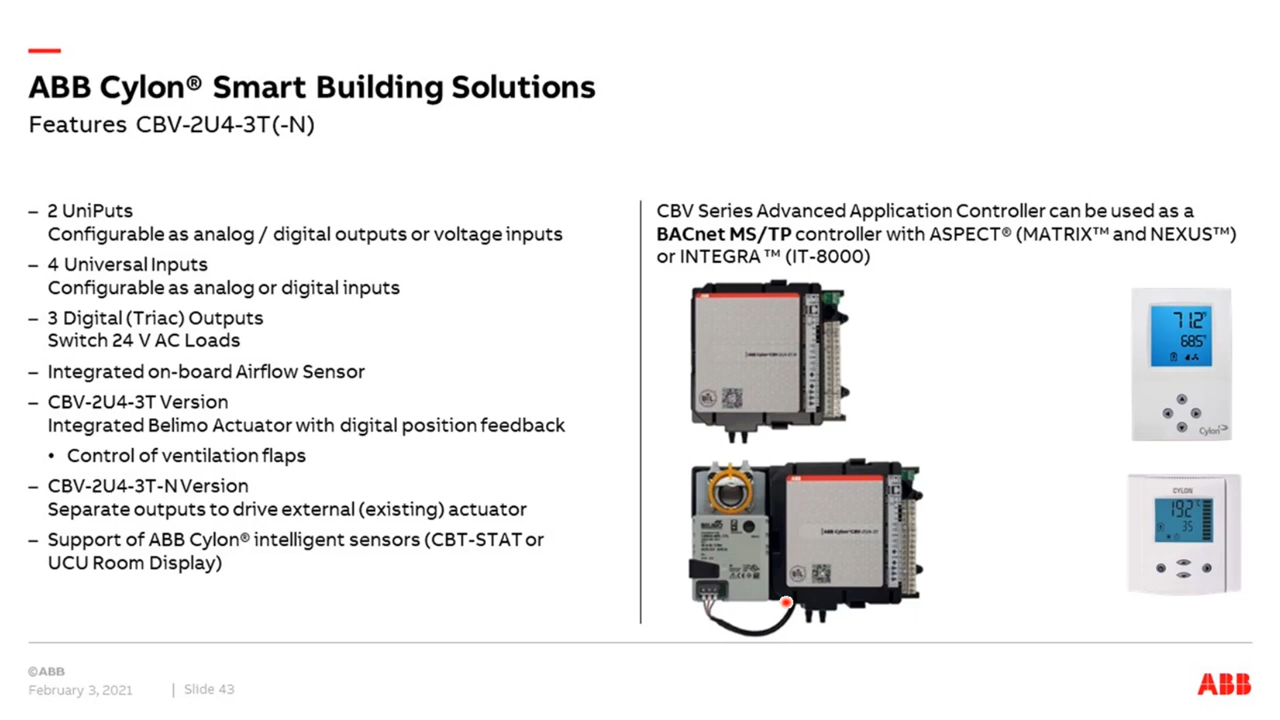 ABB Cylon® Smart Building Solutions
Features CBV-2U4-3T(-N)
– 2 UniPuts
Configurable as analog / digital outputs or voltage inputs
– 4 Universal Inputs
Configurable as analog or digital inputs
– 3 Digital (Triac) Outputs
Switch 24 V AC Loads
– Integrated on-board Airflow Sensor
– CBV-2U4-3T Version
Integrated Belimo Actuator with digital position feedback
• Control of ventilation flaps
– CBV-2U4-3T-N Version
Separate outputs to drive external (existing) actuator
– Support of ABB Cylon® intelligent sensors (CBT-STAT or
UCU Room Display)
CBV Series Advanced Application Controller can be used as a
BACnet MS/TP controller with ASPECT® (MATRIX™ and NEXUS™)
or INTEGRA™ (IT-8000)
ABB
BTL
71.2°F
68.5°
Cylon
ABB
BELIMO
BTL
CYLON
19.2°C
35
©ABB
February 3, 2021 | Slide 43
ABB